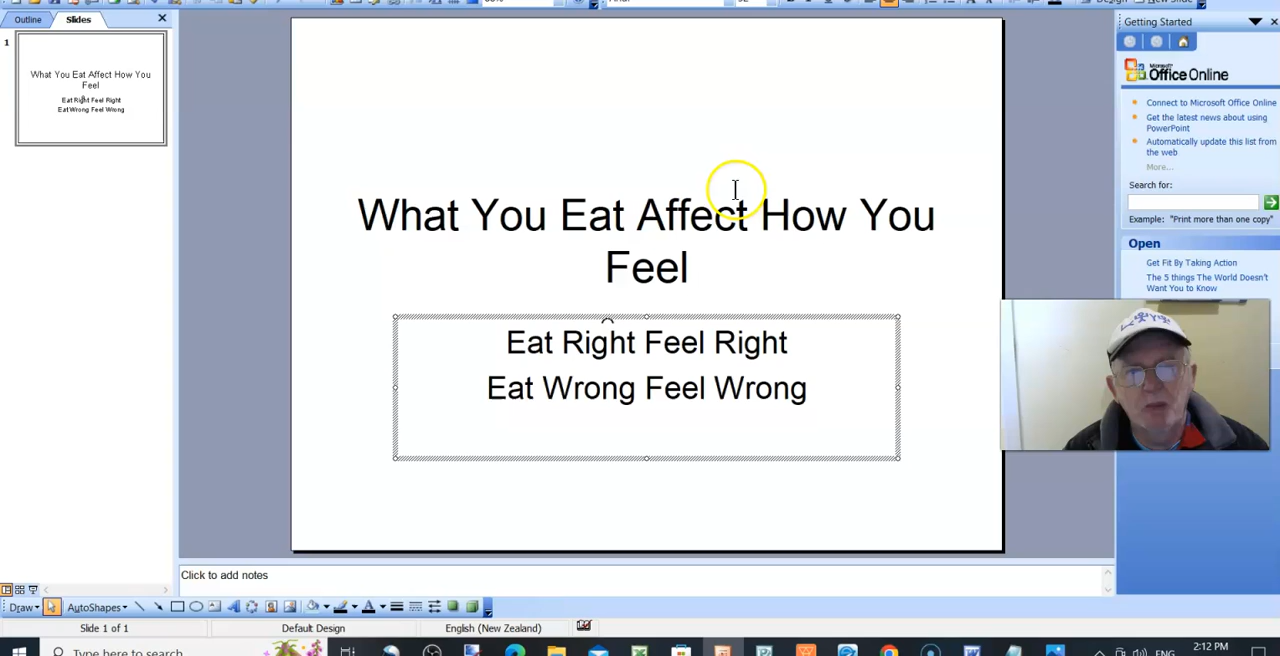 Outline
Slides
Getting Started
1
What You Eat Affect How You
Feel
Eat Right Feel Right
Eat Wrong Feel Wrong
What You Eat Affect How You
Feel
Eat Right Feel Right
Eat Wrong Feel Wrong
Microsoft
Office Online
Connect to Microsoft Office Online
Get the latest news about using
PowerPoint
Automatically update this list from
the web
More...
Search for:
Example: "Print more than one copy"
Open
Get Fit By Taking Action
The 5 things The World Doesn't
Want You to Know
Click to add notes
Draw
AutoShapes
Slide 1 of 1
Default Design
English (New Zealand)
Type here to search
ENG
2:12 PM